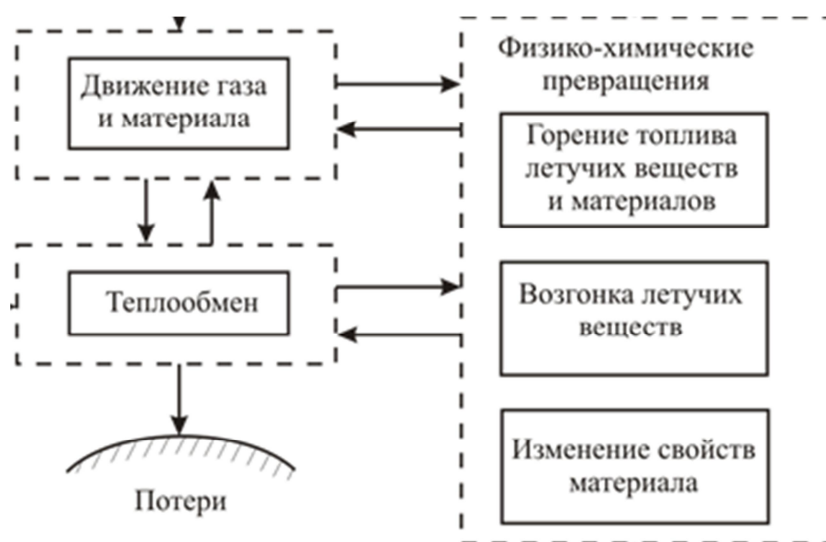 Движение газа
и материала
Теплообмен
Потери
Физико-химические
превращения
Горение топлива
летучих веществ
и материалов
Возгонка летучих
веществ
Изменение свойств
материала